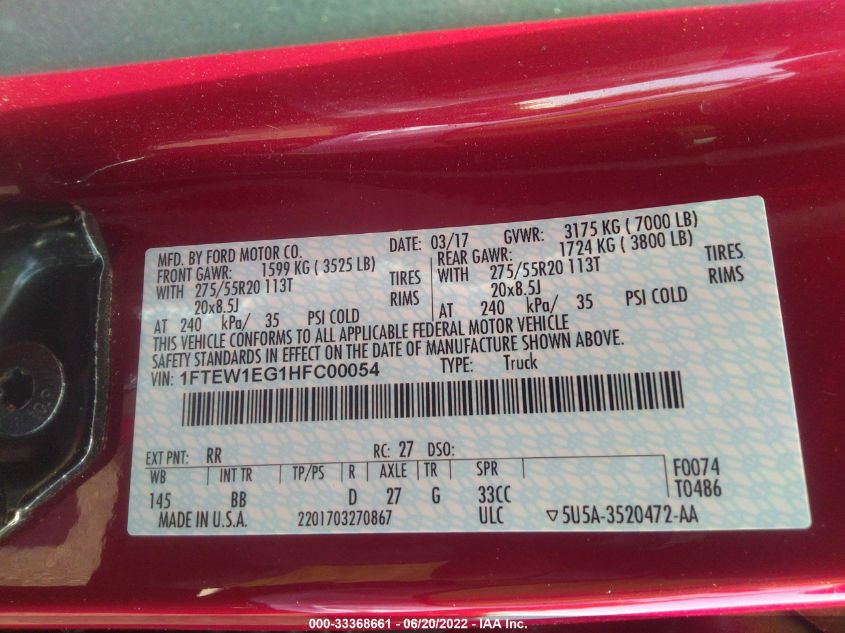 MFD. BY FORD MOTOR CO. DATE: 03/17 GVWR: 3175 KG ( 7000 LB)
FRONT GAWR: 1599 KG ( 3525 LB) REAR GAWR: 1724 KG ( 3800 LB)
WITH 275/55R20 113T TIRES WITH 275/55R20 113T TIRES
20x8.5J RIMS 20x8.5J RIMS
AT 240 kPa/ 35 PSI COLD AT 240 kPa/ 35 PSI COLD
THIS VEHICLE CONFORMS TO ALL APPLICABLE FEDERAL MOTOR VEHICLE
SAFETY STANDARDS IN EFFECT ON THE DATE OF MANUFACTURE SHOWN ABOVE.
VIN: 1FTEW1EG1HFC00054 TYPE: Truck
EXT PNT: RR RC: 27 DSO:
WB INT TR TP/PS R AXLE TR SPR F0074
145 BB D 27 G 33CC T0486
MADE IN U.S.A. 2201703270867 ULC ▽5U5A-3520472-AA
000-33368661 - 06/20/2022 - IAA Inc.